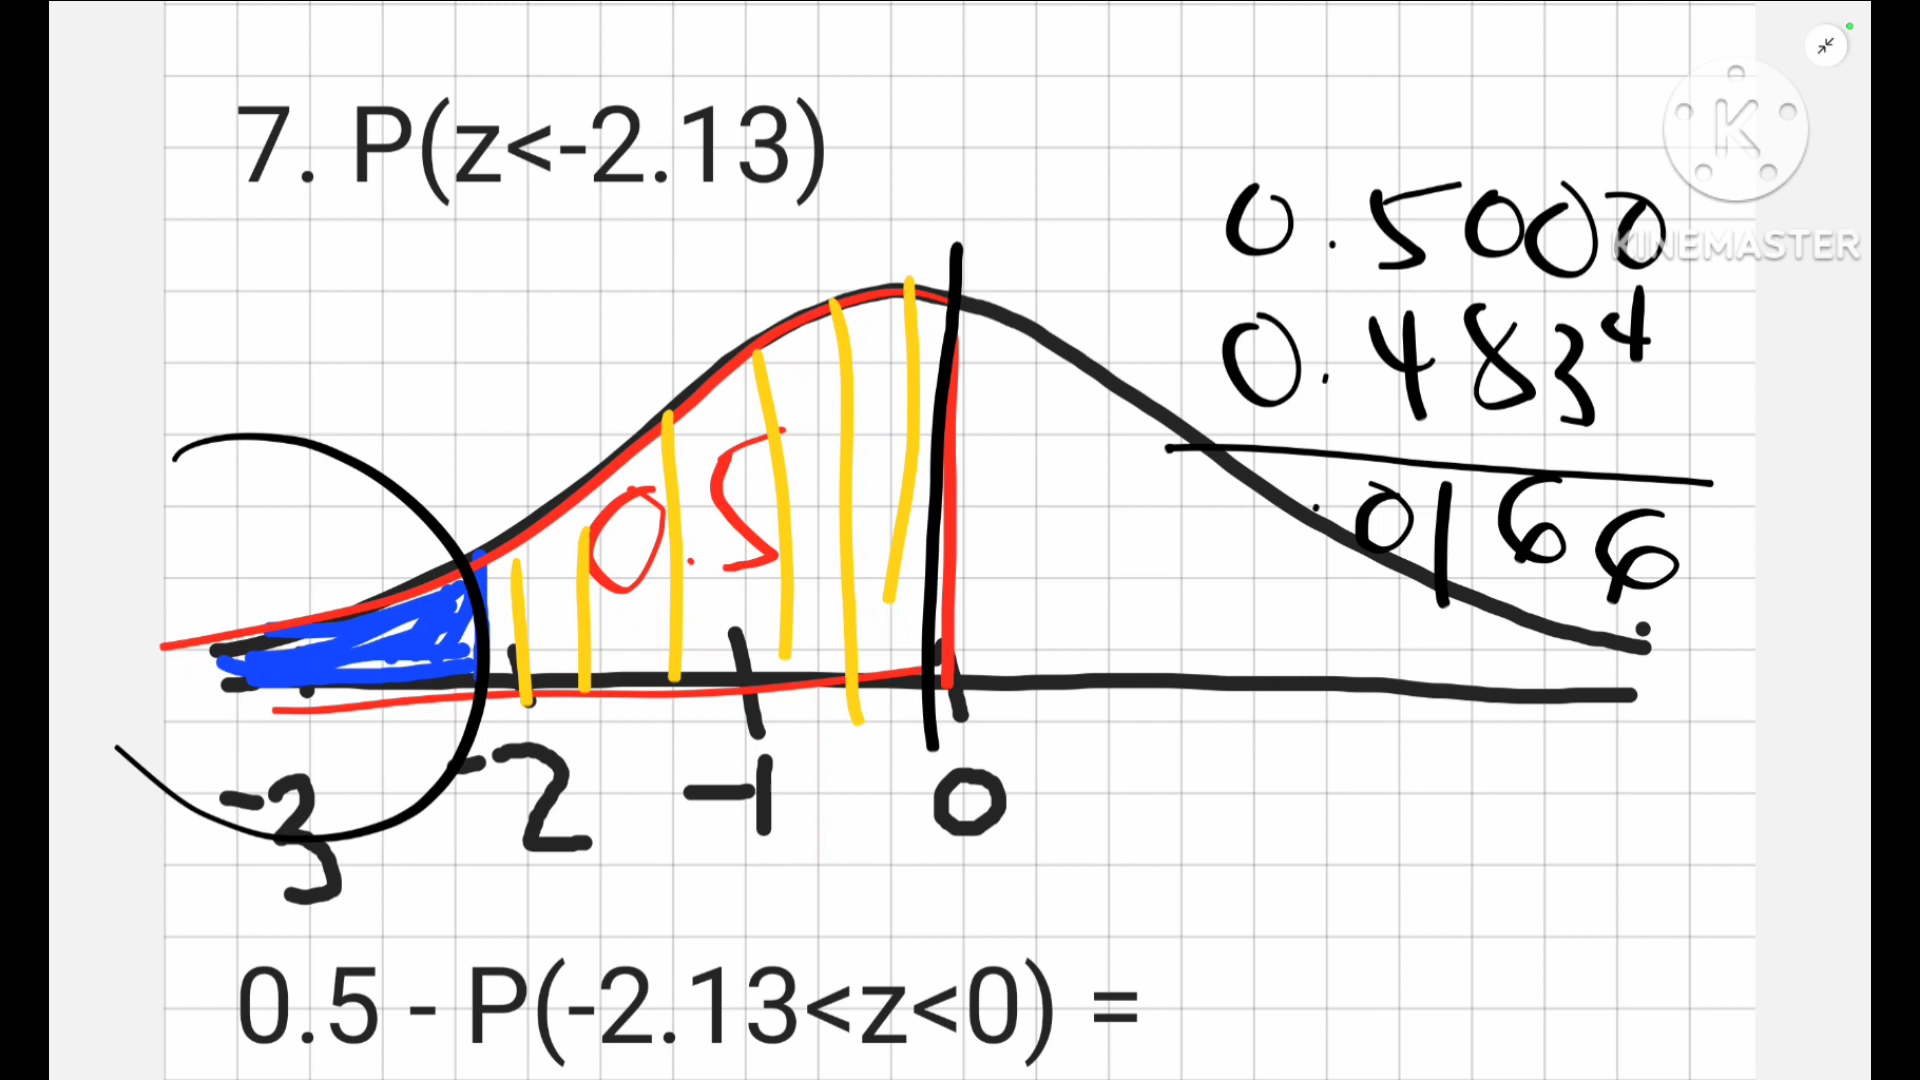 7. P(z<-2.13)
K
KINEMASTER
0.5000
0.4834
.0166
0.5
-3 -2 -1 0
0.5 - P(-2.13<z<0) =